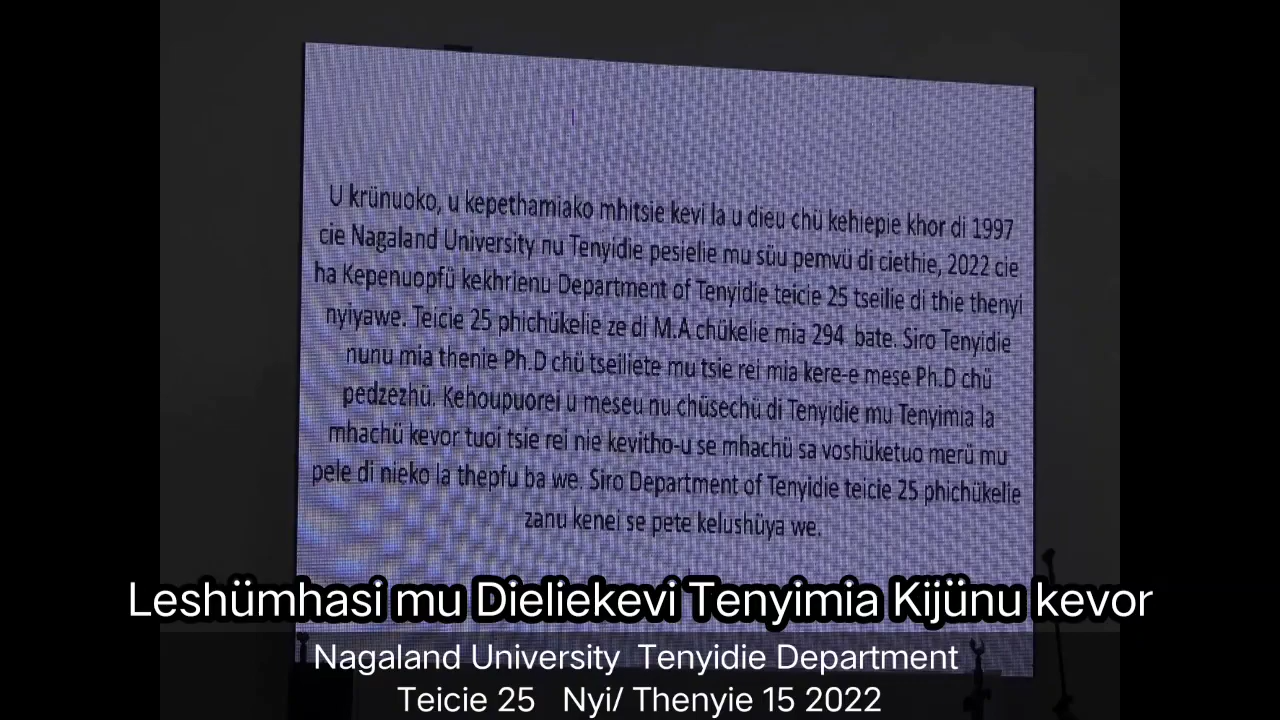 U krünuoko, u kepethamiako mhitsie kevi la u dieu chü kehiepie khor di 1997
cie Nagaland University nu Tenyidie pesielie mu süu pemvü di ciethie, 2022 cie
ha Kepenuopfü kekhrienu Department of Tenyidie teicie 25 tseilie di thie thenyi
nyiyawe. Teicie 25 phichükelie ze di M.A chükelie mia 294 bate. Siro Tenyidie
nunu mia thenie Ph.D chü tseiliete mu tsie rei mia kere-e mese Ph.D chü
pedzezhü. Kehoupuorei u meseu nu chüsechü di Tenyidie mu Tenyimia la
mhachü kevor tuoi tsie rei nie kevitho-u se mhachü sa voshüketuo merü mu
pele di nieko la thepfu ba we. Siro Department of Tenyidie teicie 25 phichükelie
zanu kenei se pete kelushüya we.
Leshümhasi mu Dieliekevi Tenyimia Kijünu kevor
Nagaland University Tenyidie Department
Teicie 25 Nyi/ Thenyie 15 2022